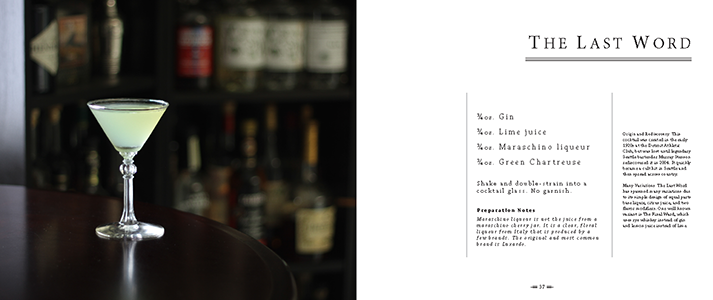 THE LAST WORD
¾oz. Gin
¾oz. Lime juice
¾oz. Maraschino liqueur
¾oz. Green Chartreuse
Shake and double-strain into a
cocktail glass. No garnish.
Preparation Notes
Maraschino liqueur is not the juice from a
maraschino cherry jar. It is a clear, floral
liqueur from Italy that is produced by a
few brands. The original and most common
brand is Luxardo.
Origin and Rediscovery: This
cocktail was created in the early
1920s at the Detroit Athletic
Club, but was lost until legendary
Seattle bartender Murray Stenson
rediscovered it in 2004. It quickly
became a cult hit in Seattle and
then spread across country.
Many Variations: The Last Word
has spawned many variations due
to its simple design of equal parts
base liquor, citrus juice, and two
flavor modifiers. One well known
variant is The Final Ward, which
uses rye whiskey instead of gin
and lemon juice instead of lime.
37